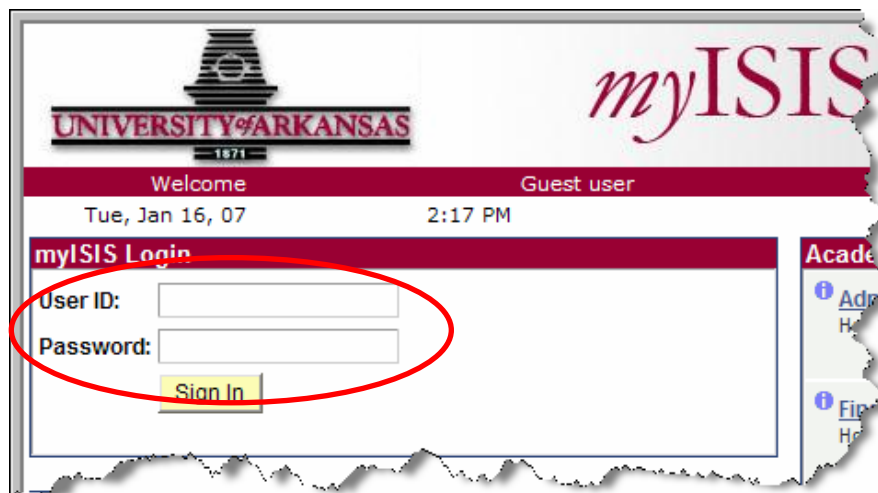 UNIVERSITY of ARKANSAS
1871
myISIS
Welcome Guest user
Tue, Jan 16, 07 2:17 PM
myISIS Login
User ID:
Password:
Sign In